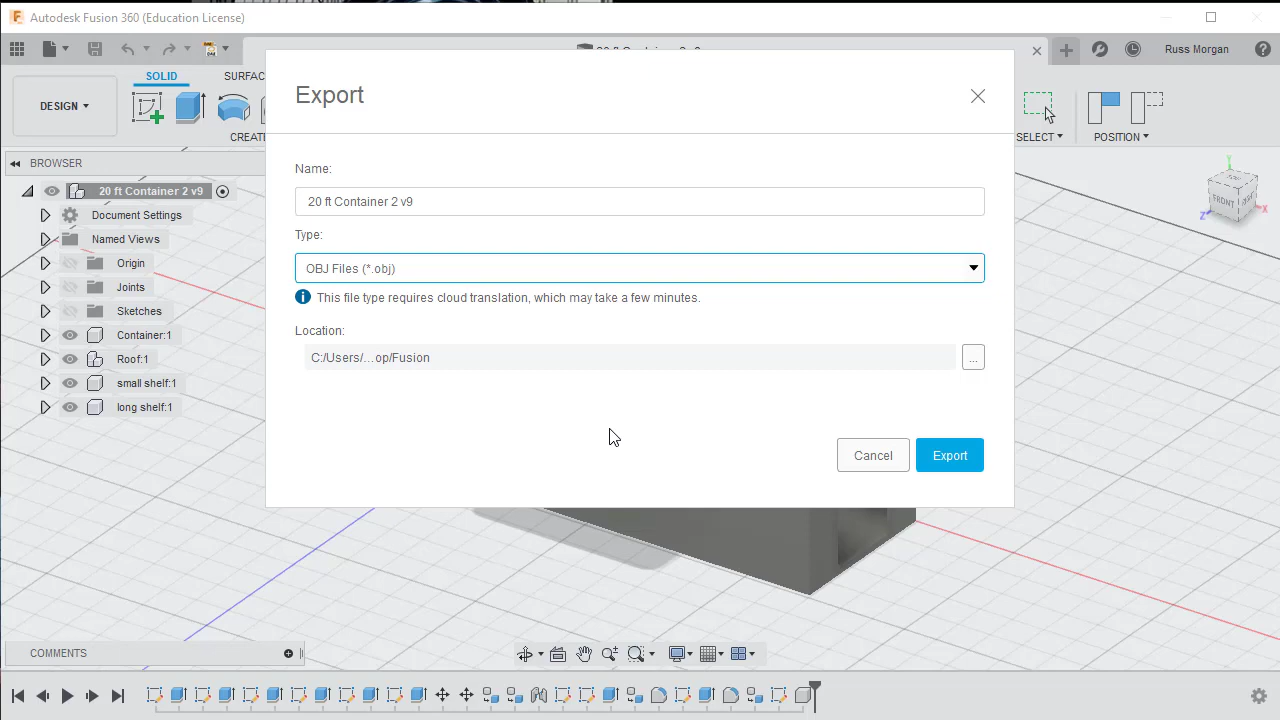 Autodesk Fusion 360 (Education License)
Russ Morgan
SOLID
SURFAC
DESIGN
CREATE
SELECT
POSITION
Export
BROWSER
20 ft Container 2 v9
Document Settings
Named Views
Origin
Joints
Sketches
Container:1
Roof:1
small shelf:1
long shelf:1
Name:
20 ft Container 2 v9
Type:
OBJ Files (*.obj)
This file type requires cloud translation, which may take a few minutes.
Location:
C:/Users/...op/Fusion
...
Cancel
Export
FRONT
Y
Z
X
COMMENTS